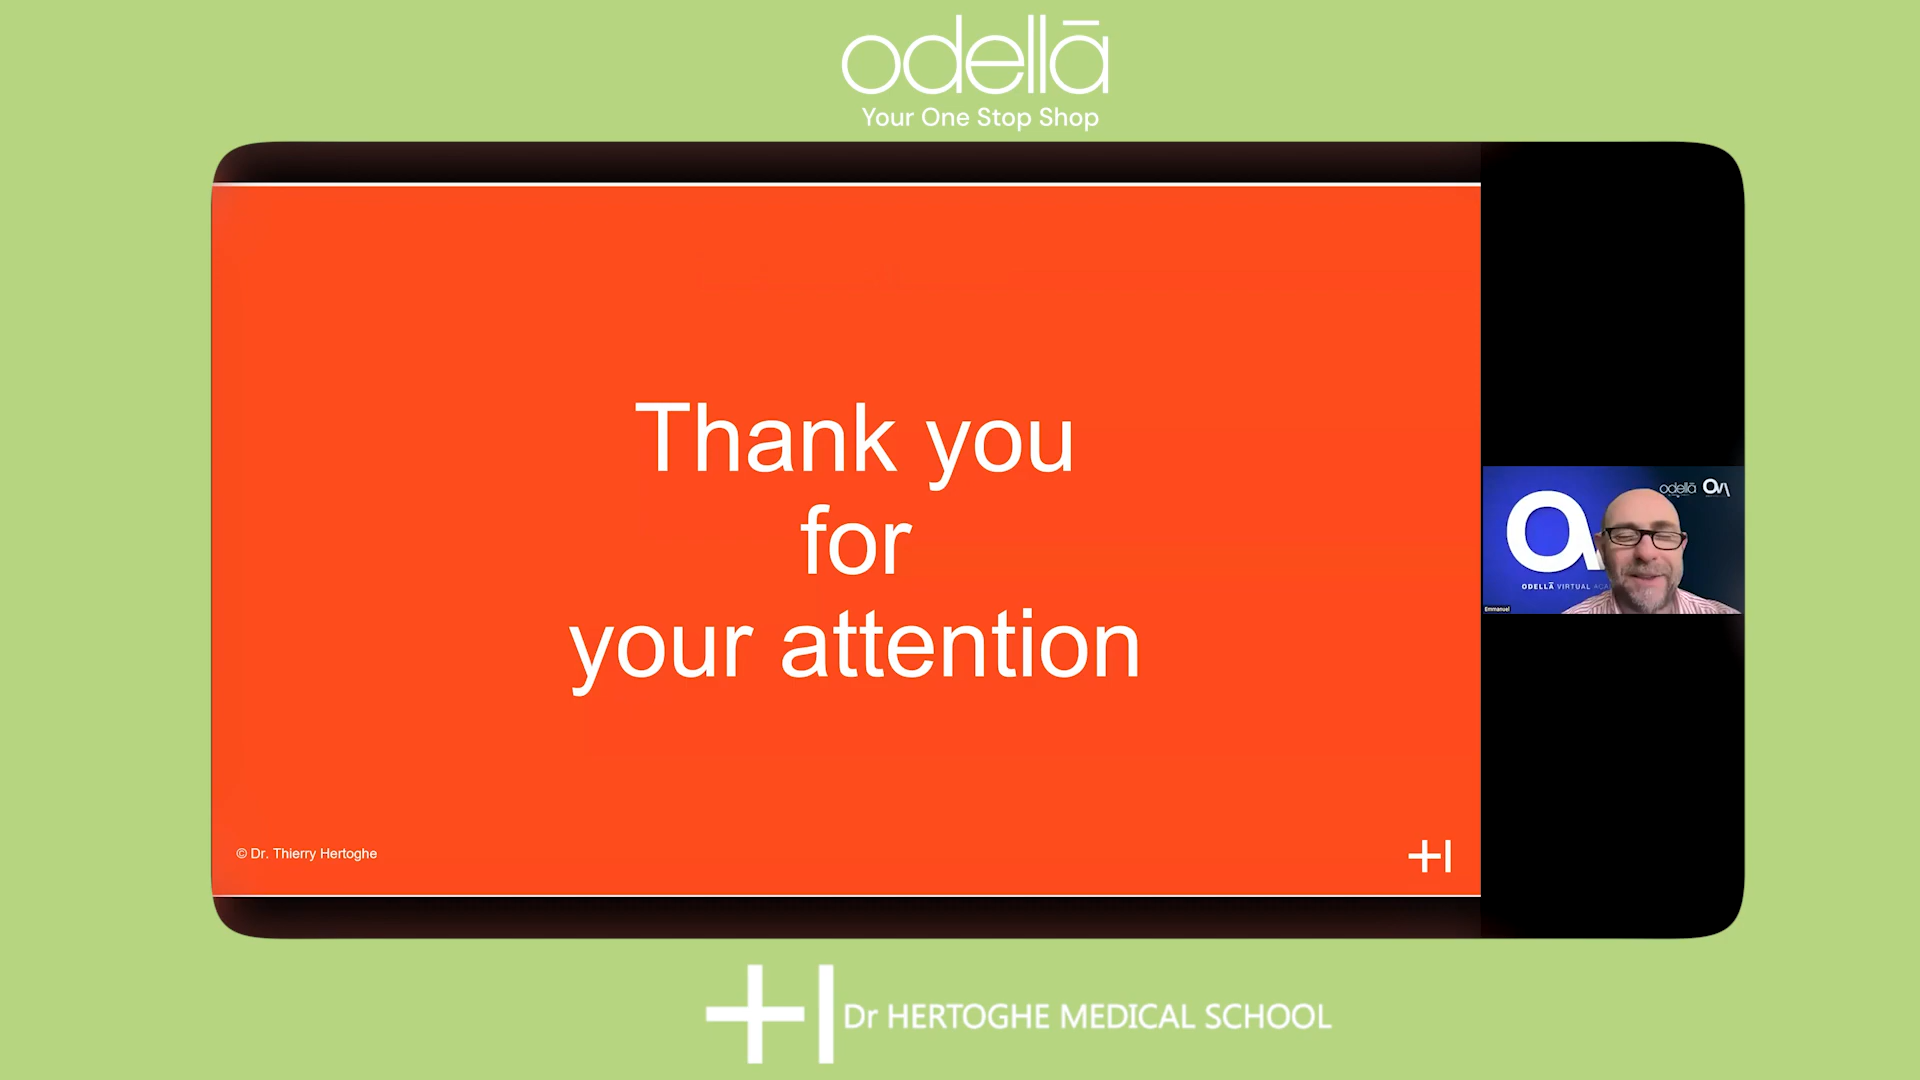 odellā
Your One Stop Shop
Thank you
for
your attention
© Dr. Thierry Hertoghe
odellā
ODELLĀ VIRTUAL
Emmanuel
Dr HERTOGHE MEDICAL SCHOOL